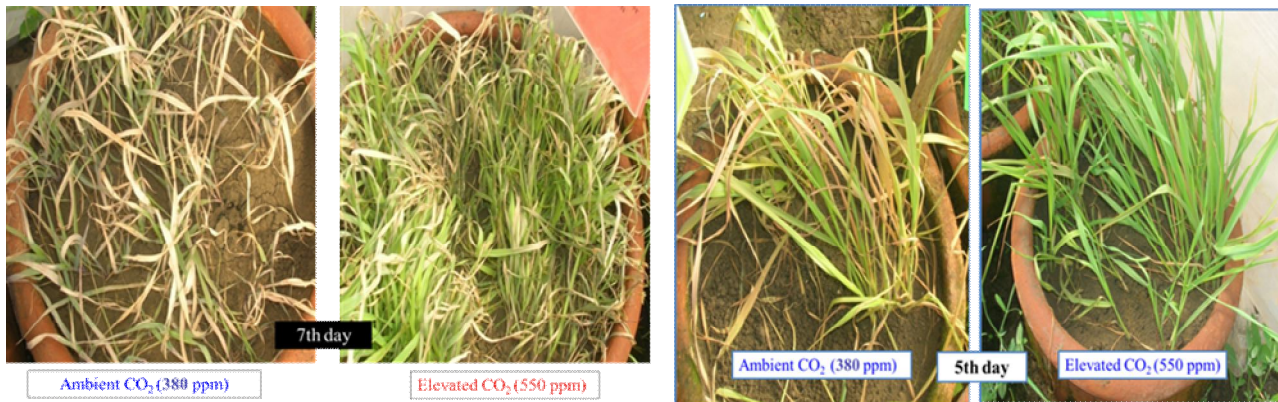 7th day
Ambient CO₂ (380 ppm)
Elevated CO₂ (550 ppm)
Ambient CO₂ (380 ppm)
5th day
Elevated CO₂ (550 ppm)